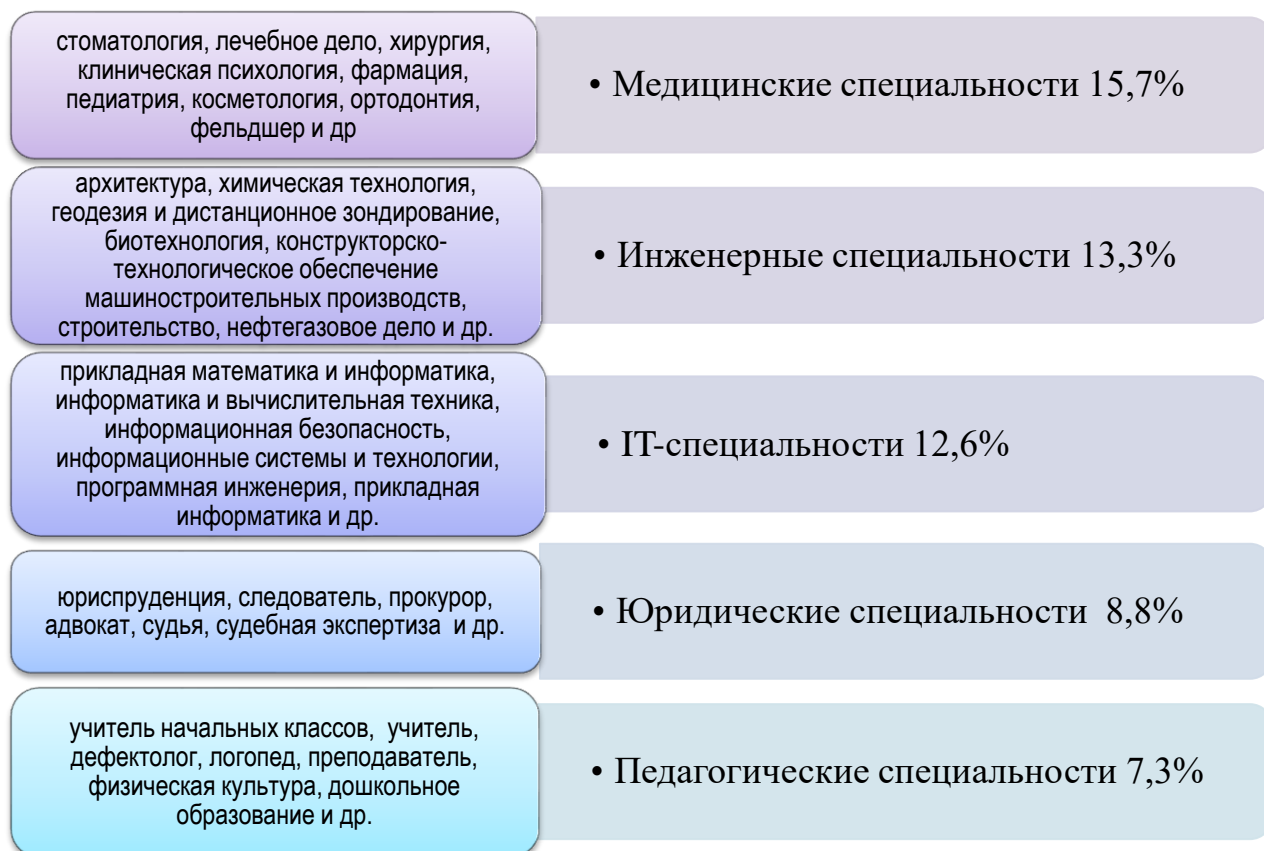 стоматология, лечебное дело, хирургия,
клиническая психология, фармация,
педиатрия, косметология, ортодонтия,
фельдшер и др
• Медицинские специальности 15,7%
архитектура, химическая технология,
геодезия и дистанционное зондирование,
биотехнология, конструкторско-
технологическое обеспечение
машиностроительных производств,
строительство, нефтегазовое дело и др.
• Инженерные специальности 13,3%
прикладная математика и информатика,
информатика и вычислительная техника,
информационная безопасность,
информационные системы и технологии,
программная инженерия, прикладная
информатика и др.
• IT-специальности 12,6%
юриспруденция, следователь, прокурор,
адвокат, судья, судебная экспертиза и др.
• Юридические специальности 8,8%
учитель начальных классов, учитель,
дефектолог, логопед, преподаватель,
физическая культура, дошкольное
образование и др.
• Педагогические специальности 7,3%